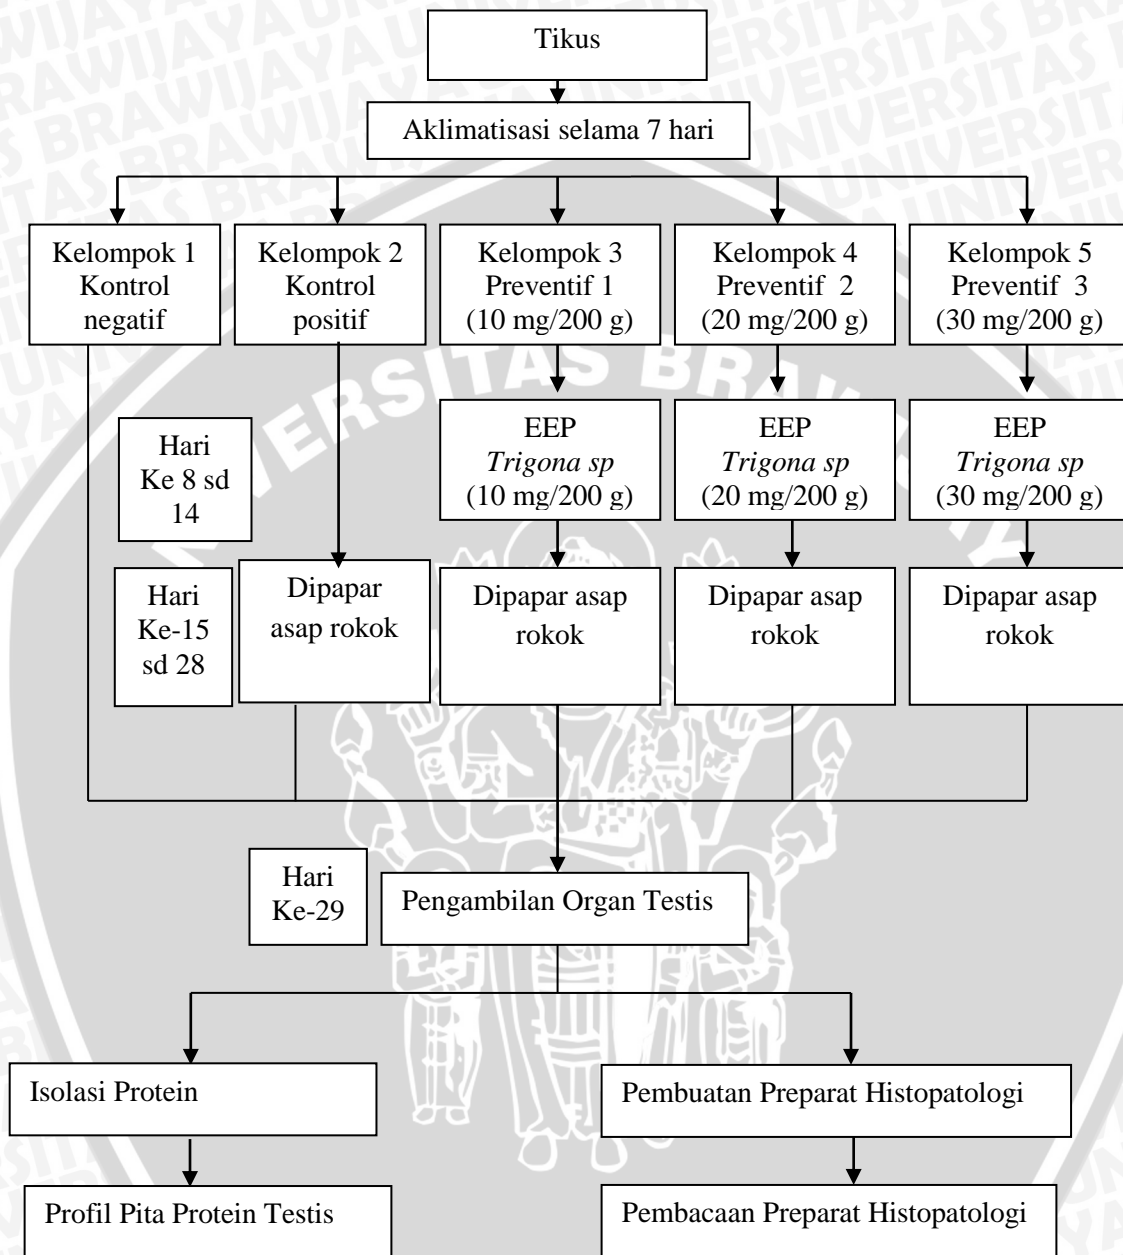 Tikus
Aklimatisasi selama 7 hari
Kelompok 1
Kontrol
negatif
Kelompok 2
Kontrol
positif
Kelompok 3
Preventif 1
(10 mg/200 g)
Kelompok 4
Preventif 2
(20 mg/200 g)
Kelompok 5
Preventif 3
(30 mg/200 g)
Hari
Ke 8 sd
14
EEP
Trigona sp
(10 mg/200 g)
EEP
Trigona sp
(20 mg/200 g)
EEP
Trigona sp
(30 mg/200 g)
Hari
Ke-15
sd 28
Dipapar
asap rokok
Dipapar asap
rokok
Dipapar asap
rokok
Dipapar asap
rokok
Hari
Ke-29
Pengambilan Organ Testis
Isolasi Protein
Pembuatan Preparat Histopatologi
Profil Pita Protein Testis
Pembacaan Preparat Histopatologi